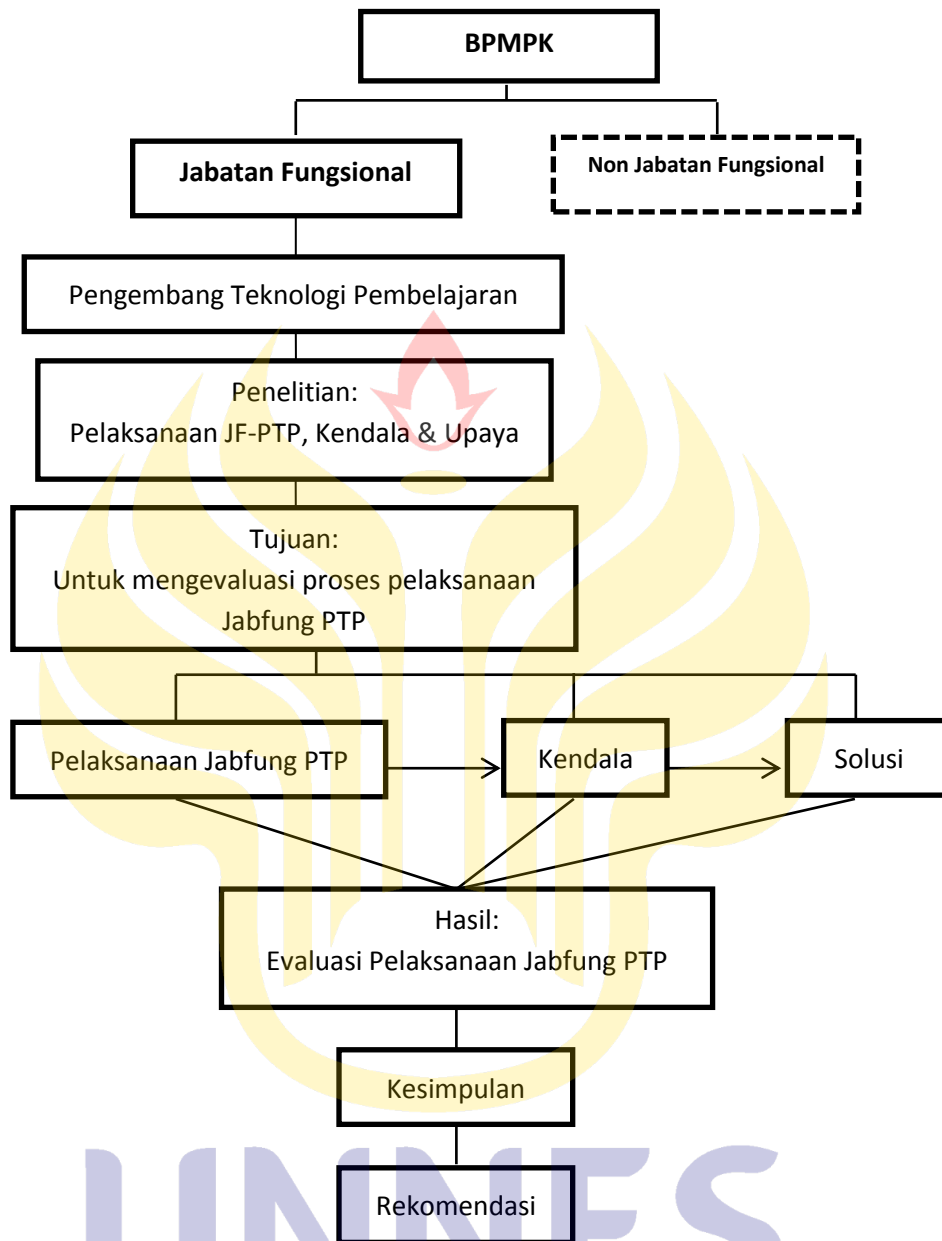 BPMPK
Jabatan Fungsional
Non Jabatan Fungsional
Pengembang Teknologi Pembelajaran
Penelitian:
Pelaksanaan JF-PTP, Kendala & Upaya
Tujuan:
Untuk mengevaluasi proses pelaksanaan
Jabfung PTP
Pelaksanaan Jabfung PTP
Kendala
Solusi
Hasil:
Evaluasi Pelaksanaan Jabfung PTP
Kesimpulan
Rekomendasi
UNNES